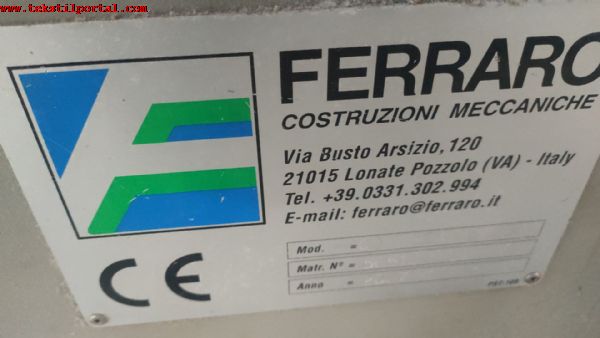 www.tekstilportal.com
FERRARO
COSTRUZIONI MECCANICHE
Via Busto Arsizio, 120
21015 Lonate Pozzolo (VA) - Italy
Tel. +39.0331.302.994
E-mail: ferraro@ferraro.it
Mod. =
Matr. N° =
Anno =
CE